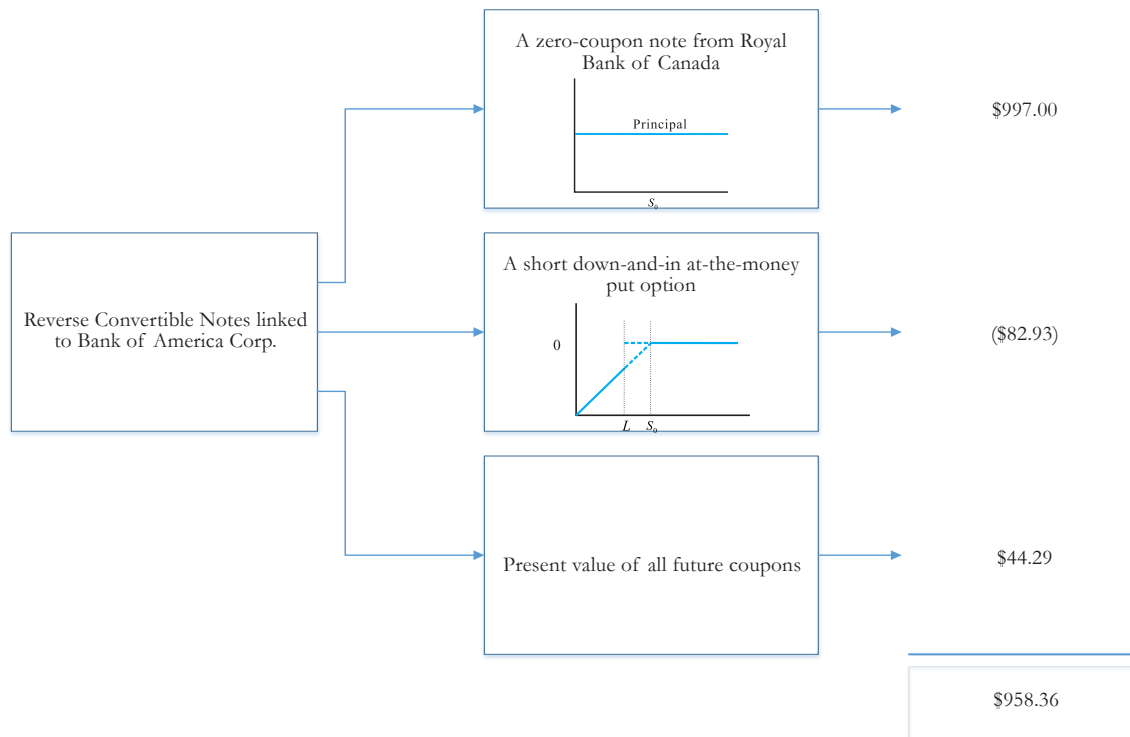 Reverse Convertible Notes linked
to Bank of America Corp.
A zero-coupon note from Royal
Bank of Canada
Principal
S₀
$997.00
A short down-and-in at-the-money
put option
0
L S₀
($82.93)
Present value of all future coupons
$44.29
$958.36